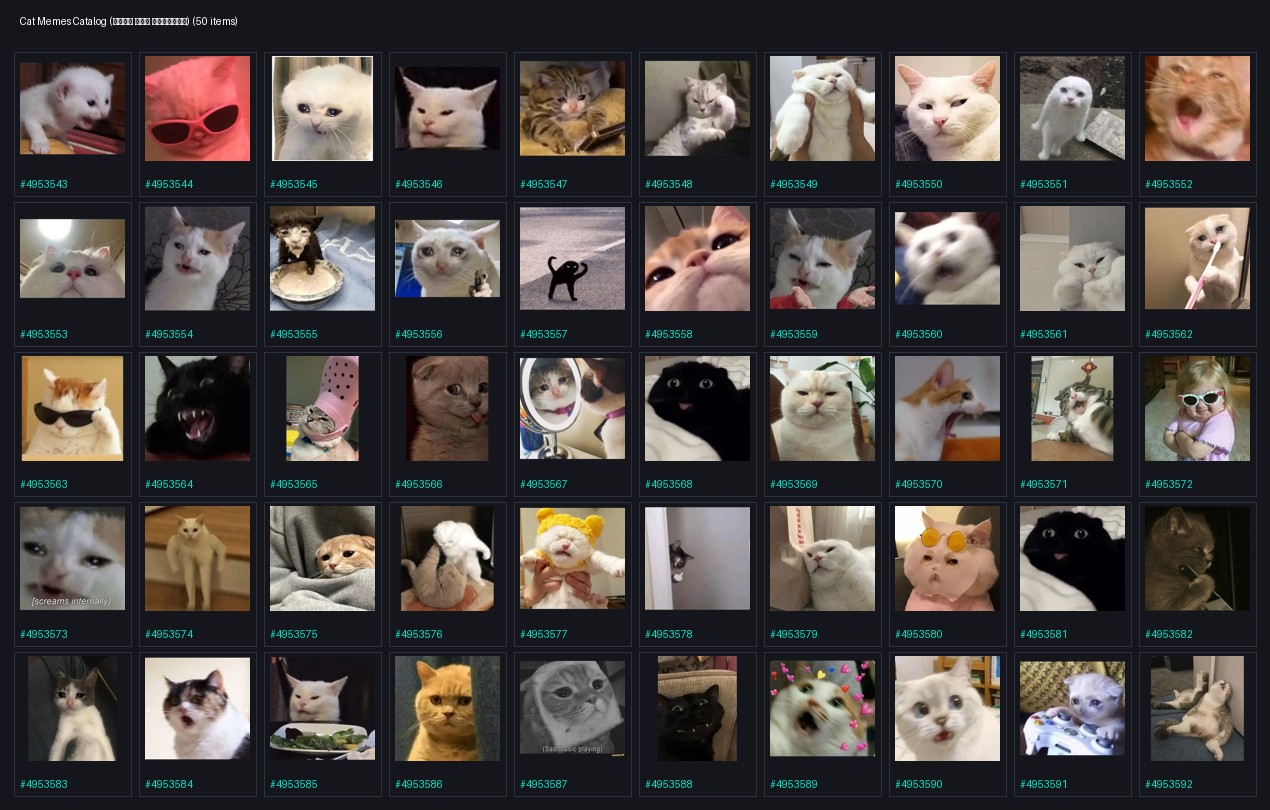 Cat Memes Catalog ( ) (50 items)
#4953543 #4953544 #4953545 #4953546 #4953547 #4953548 #4953549 #4953550 #4953551 #4953552
#4953553 #4953554 #4953555 #4953556 #4953557 #4953558 #4953559 #4953560 #4953561 #4953562
#4953563 #4953564 #4953565 #4953566 #4953567 #4953568 #4953569 #4953570 #4953571 #4953572
[screams internally]
#4953573 #4953574 #4953575 #4953576 #4953577 #4953578 #4953579 #4953580 #4953581 #4953582
(Sad music playing)
#4953583 #4953584 #4953585 #4953586 #4953587 #4953588 #4953589 #4953590 #4953591 #4953592